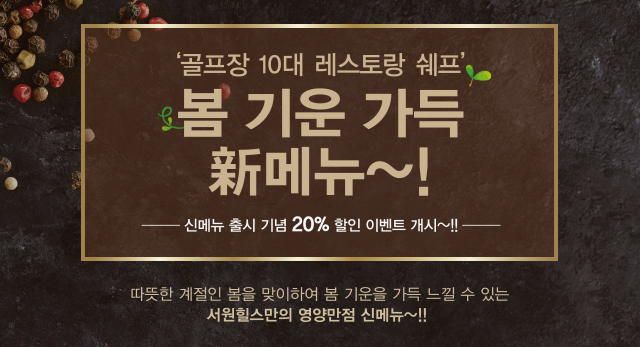 '골프장 10대 레스토랑 쉐프'
봄 기운 가득
新메뉴~!
신메뉴 출시 기념 20% 할인 이벤트 개시~!!
따뜻한 계절인 봄을 맞이하여 봄 기운을 가득 느낄 수 있는
서원힐스만의 영양만점 신메뉴~!!